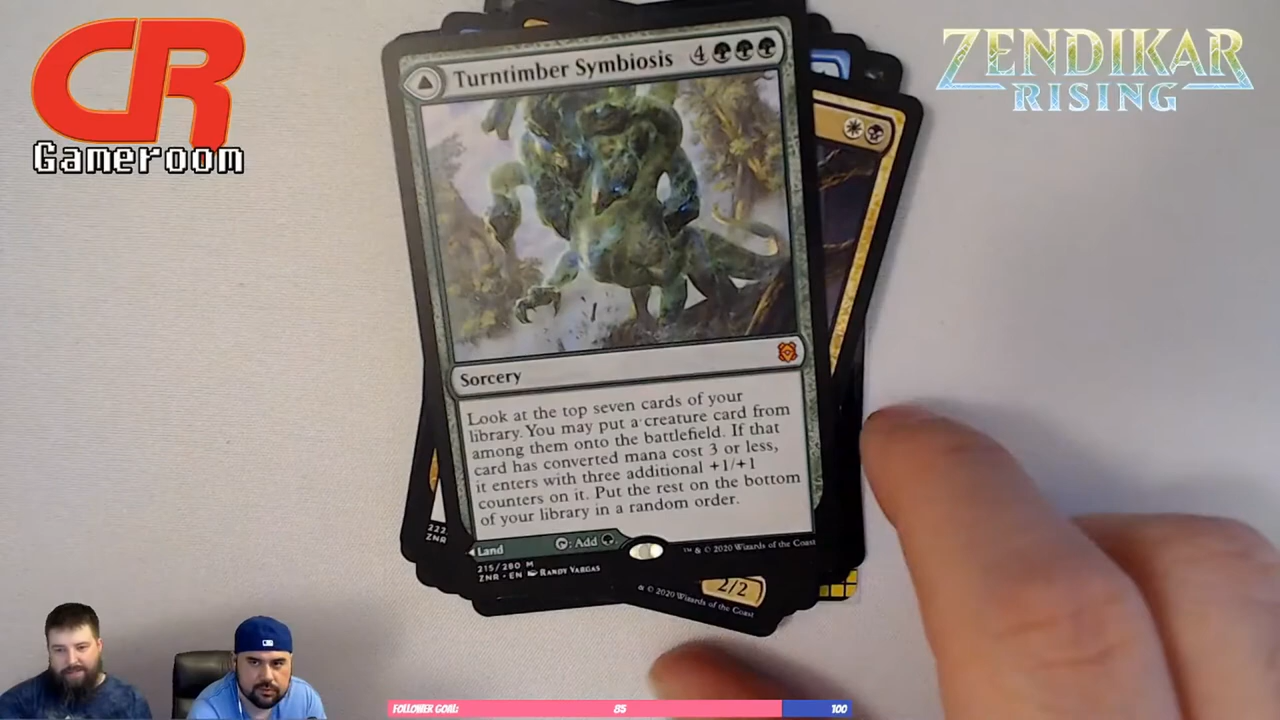 CR
Gameroom
ZENDIKAR
RISING
Turntimber Symbiosis 4
Sorcery
Look at the top seven cards of your
library. You may put a creature card from
among them onto the battlefield. If that
card has converted mana cost 3 or less,
it enters with three additional +1/+1
counters on it. Put the rest on the bottom
of your library in a random order.
Land : Add .
™ & © 2020 Wizards of the Coast
215/280 M
ZNR • EN Randy Vargas
222
ZNR
2/2
& © 2020 Wizards of the Coast
FOLLOWER GOAL: 85 100